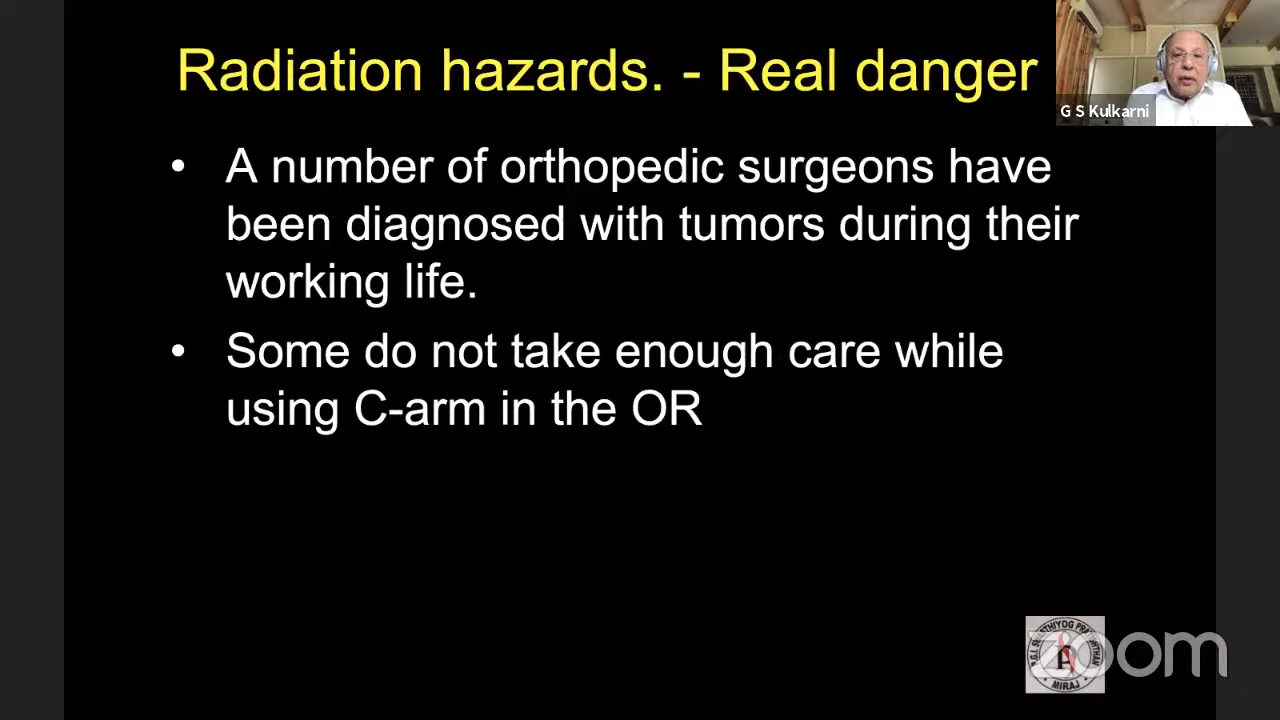 Radiation hazards. - Real danger
G S Kulkarni
• A number of orthopedic surgeons have
been diagnosed with tumors during their
working life.
• Some do not take enough care while
using C-arm in the OR
zoom
MIRAJ